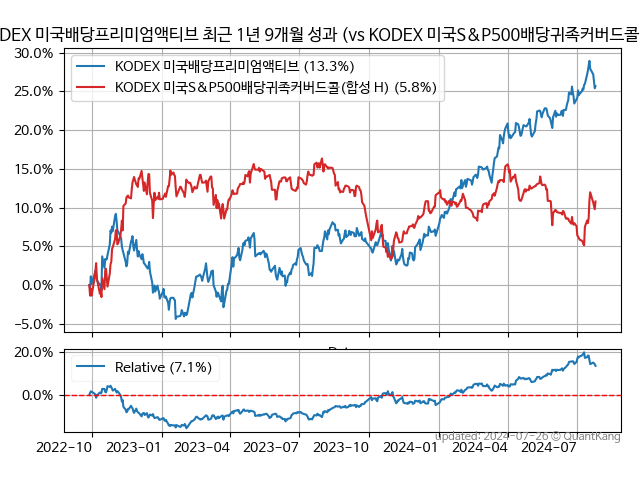 DEX 미국배당프리미엄액티브 최근 1년 9개월 성과 (vs KODEX 미국S&P500배당귀족커버드콜
30.0%
25.0%
20.0%
15.0%
10.0%
5.0%
0.0%
−5.0%
KODEX 미국배당프리미엄액티브 (13.3%)
KODEX 미국S&P500배당귀족커버드콜(합성 H) (5.8%)
20.0%
0.0%
Relative (7.1%)
2022-10 2023-01 2023-04 2023-07 2023-10 2024-01 2024-04 2024-07
Updated: 2024-07-26 © QuantKang